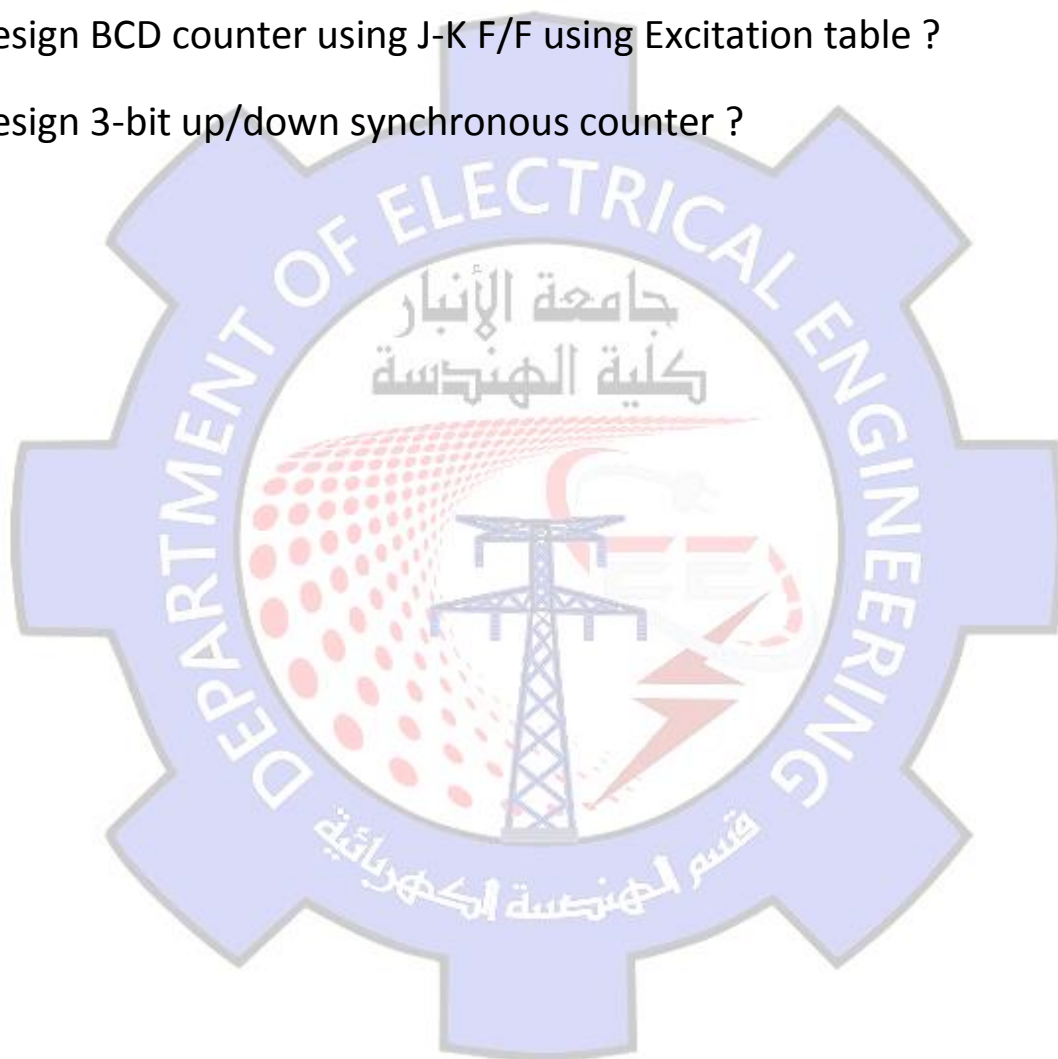 esign BCD counter using J-K F/F using Excitation table ?
esign 3-bit up/down synchronous counter ?
DEPARTMENT OF ELECTRICAL ENGINEERING
جامعة الأنبار
كلية الهندسة
EE
قسم الهندسة الكهربائية